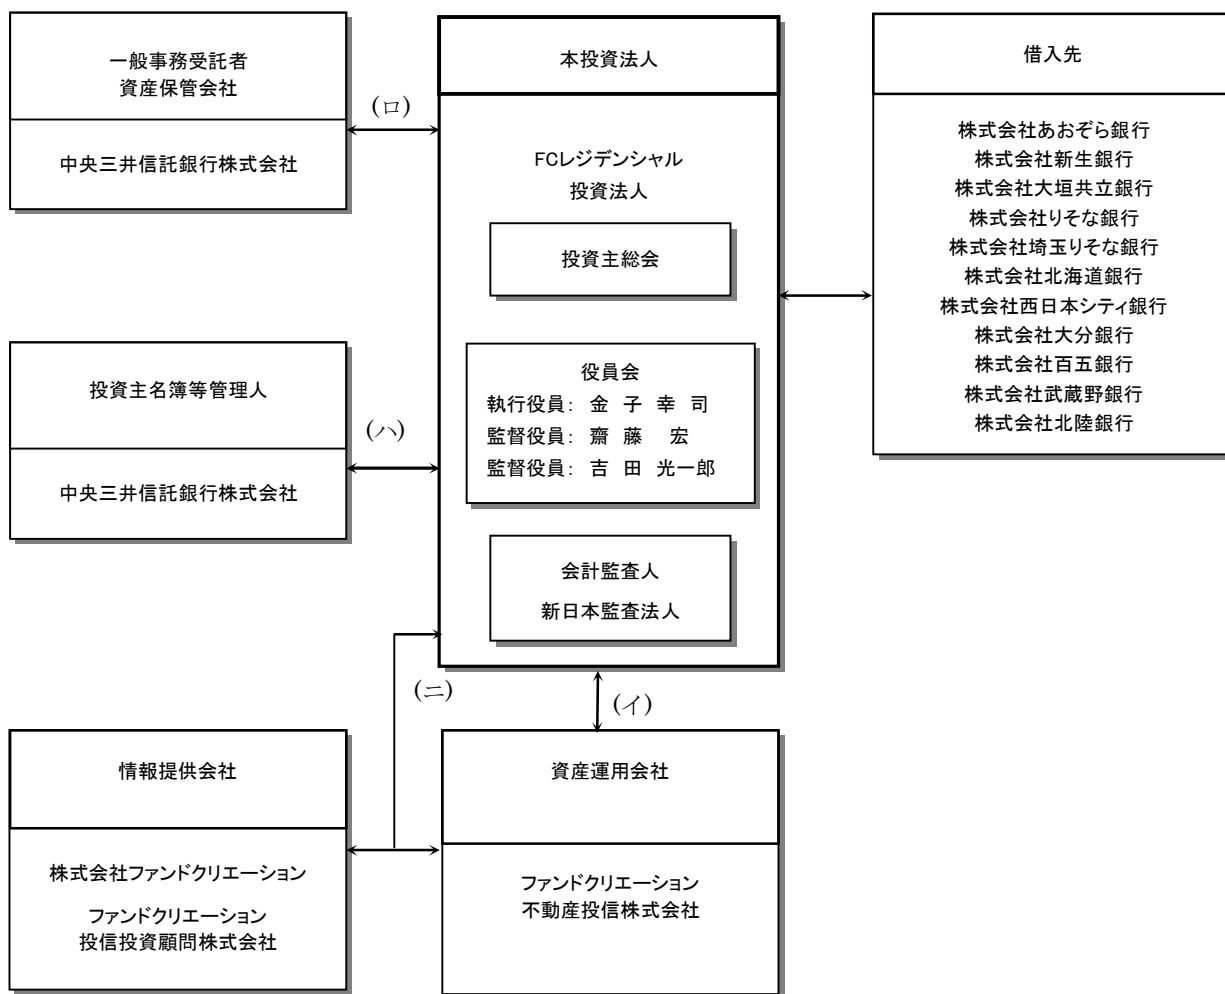 一般事務受託者
資産保管会社
中央三井信託銀行株式会社
(ロ)
投資主名簿等管理人
中央三井信託銀行株式会社
(ハ)
本投資法人
FCレジデンシャル
投資法人
投資主総会
役員会
執行役員： 金 子 幸 司
監督役員： 齋 藤 宏
監督役員： 吉 田 光一郎
会計監査人
新日本監査法人
借入先
株式会社あおぞら銀行
株式会社新生銀行
株式会社大垣共立銀行
株式会社りそな銀行
株式会社埼玉りそな銀行
株式会社北海道銀行
株式会社西日本シティ銀行
株式会社大分銀行
株式会社百五銀行
株式会社武蔵野銀行
株式会社北陸銀行
(ニ)
(イ)
情報提供会社
株式会社ファンドクリエーション
ファンドクリエーション
投信投資顧問株式会社
資産運用会社
ファンドクリエーション
不動産投信株式会社